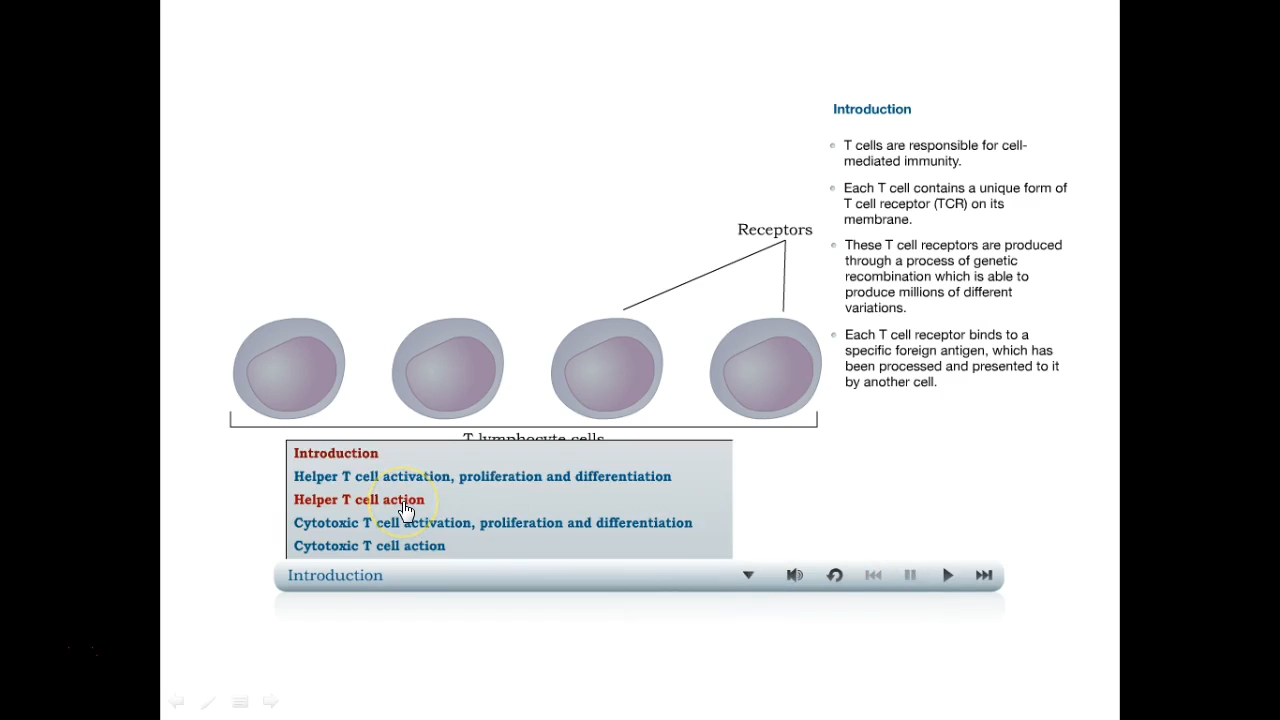 Introduction
T cells are responsible for cell-
mediated immunity.
Each T cell contains a unique form of
T cell receptor (TCR) on its
membrane.
These T cell receptors are produced
through a process of genetic
recombination which is able to
produce millions of different
variations.
Each T cell receptor binds to a
specific foreign antigen, which has
been processed and presented to it
by another cell.
Receptors
T lymphocyte cells
Introduction
Helper T cell activation, proliferation and differentiation
Helper T cell action
Cytotoxic T cell activation, proliferation and differentiation
Cytotoxic T cell action
Introduction